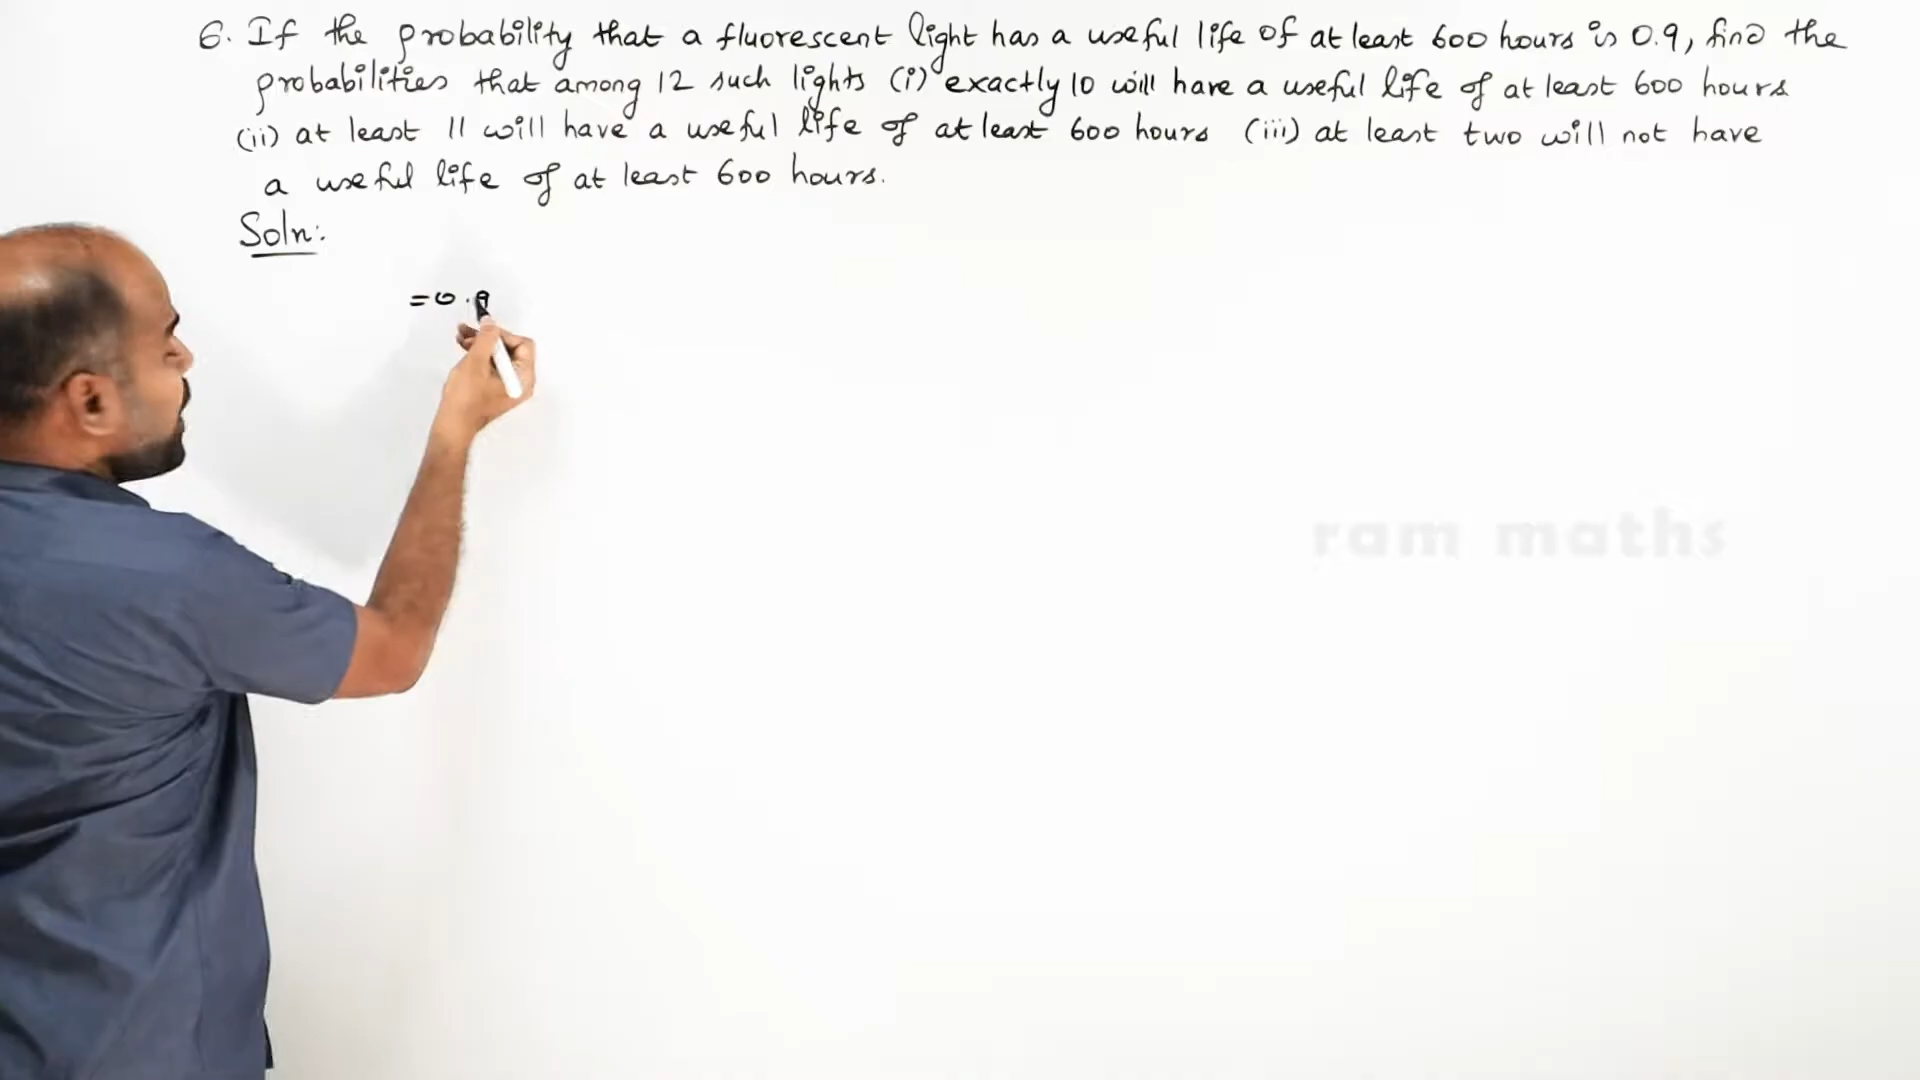 6. If the probability that a fluorescent light has a useful life of at least 600 hours is 0.9, find the
probabilities that among 12 such lights (i) exactly 10 will have a useful life of at least 600 hours
(ii) at least 11 will have a useful life of at least 600 hours (iii) at least two will not have
a useful life of at least 600 hours.
Soln:
=0.9
ram maths